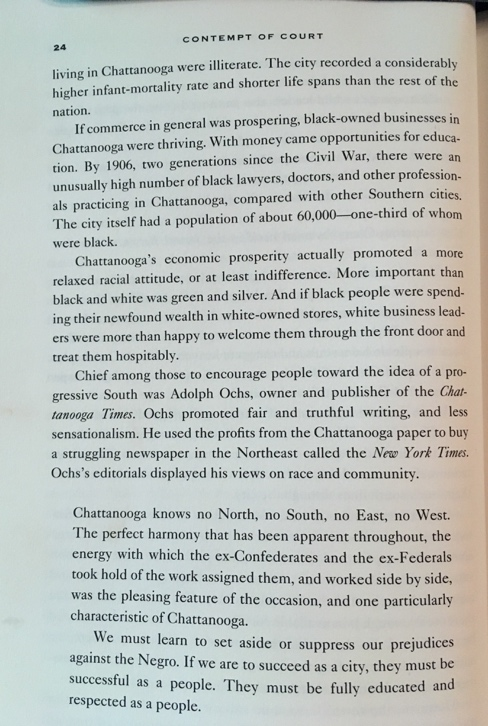 24
CONTEMPT OF COURT
living in Chattanooga were illiterate. The city recorded a considerably
higher infant-mortality rate and shorter life spans than the rest of the
nation.
If commerce in general was prospering, black-owned businesses in
Chattanooga were thriving. With money came opportunities for educa-
tion. By 1906, two generations since the Civil War, there were an
unusually high number of black lawyers, doctors, and other profession-
als practicing in Chattanooga, compared with other Southern cities.
The city itself had a population of about 60,000—one-third of whom
were black.
Chattanooga's economic prosperity actually promoted a more
relaxed racial attitude, or at least indifference. More important than
black and white was green and silver. And if black people were spend-
ing their newfound wealth in white-owned stores, white business lead-
ers were more than happy to welcome them through the front door and
treat them hospitably.
Chief among those to encourage people toward the idea of a pro-
gressive South was Adolph Ochs, owner and publisher of the Chat-
tanooga Times. Ochs promoted fair and truthful writing, and less
sensationalism. He used the profits from the Chattanooga paper to buy
a struggling newspaper in the Northeast called the New York Times.
Ochs's editorials displayed his views on race and community.
Chattanooga knows no North, no South, no East, no West.
The perfect harmony that has been apparent throughout, the
energy with which the ex-Confederates and the ex-Federals
took hold of the work assigned them, and worked side by side,
was the pleasing feature of the occasion, and one particularly
characteristic of Chattanooga.
We must learn to set aside or suppress our prejudices
against the Negro. If we are to succeed as a city, they must be
successful as a people. They must be fully educated and
respected as a people.